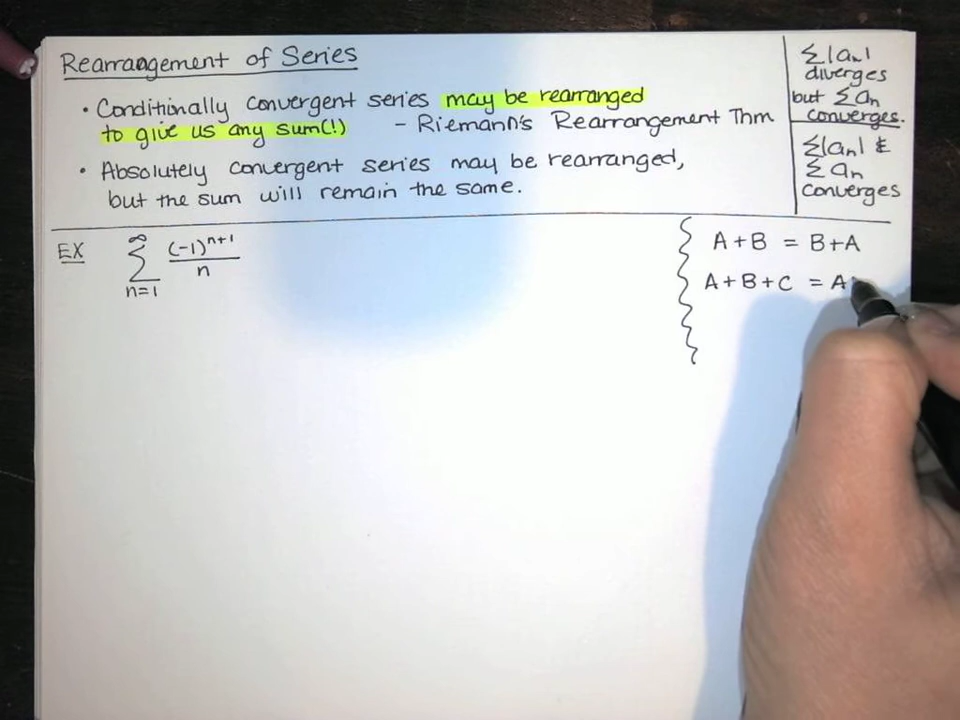 Rearrangement of Series
• Conditionally convergent series may be rearranged
to give us any sum(!) – Riemann's Rearrangement Thm
• Absolutely convergent series may be rearranged,
but the sum will remain the same.
Σ|aₙ|
diverges
but Σaₙ
converges.
Σ|aₙ| &
Σaₙ
converges
EX ∞
Σ (-1)ⁿ⁺¹/n
n=1
A+B = B+A
A+B+C = A